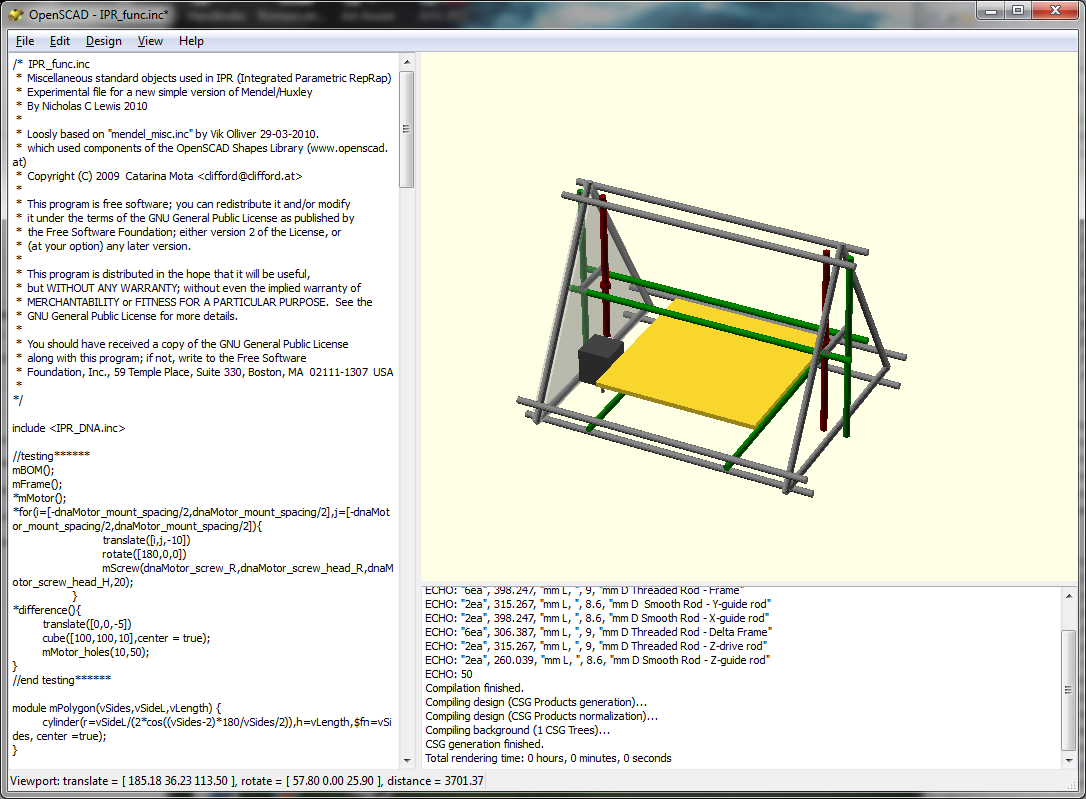 OpenSCAD - IPR_func.inc*
File Edit Design View Help
/* IPR_func.inc
* Miscellaneous standard objects used in IPR (Integrated Parametric RepRap)
* Experimental file for a new simple version of Mendel/Huxley
* By Nicholas C Lewis 2010
*
* Loosly based on "mendel_misc.inc" by Vik Olliver 29-03-2010.
* which used components of the OpenSCAD Shapes Library (www.openscad.
at)
* Copyright (C) 2009 Catarina Mota <clifford@clifford.at>
*
* This program is free software; you can redistribute it and/or modify
* it under the terms of the GNU General Public License as published by
* the Free Software Foundation; either version 2 of the License, or
* (at your option) any later version.
*
* This program is distributed in the hope that it will be useful,
* but WITHOUT ANY WARRANTY; without even the implied warranty of
* MERCHANTABILITY or FITNESS FOR A PARTICULAR PURPOSE. See the
* GNU General Public License for more details.
*
* You should have received a copy of the GNU General Public License
* along with this program; if not, write to the Free Software
* Foundation, Inc., 59 Temple Place, Suite 330, Boston, MA 02111-1307 USA
*
*/
include <IPR_DNA.inc>
//testing******
mBOM();
mFrame();
*mMotor();
*for(i=[-dnaMotor_mount_spacing/2,dnaMotor_mount_spacing/2],j=[-dnaMot
or_mount_spacing/2,dnaMotor_mount_spacing/2]){
translate([i,j,-10])
rotate([180,0,0])
mScrew(dnaMotor_screw_R,dnaMotor_screw_head_R,dnaM
otor_screw_head_H,20);
}
*difference(){
translate([0,0,-5])
cube([100,100,10],center = true);
mMotor_holes(10,50);
}
//end testing******
module mPolygon(vSides,vSideL,vLength) {
cylinder(r=vSideL/(2*cos((vSides-2)*180/vSides/2)),h=vLength,$fn=vSi
des, center =true);
}
ECHO: "6ea", 398.247, "mm L, ", 9, "mm D Threaded Rod - Frame"
ECHO: "2ea", 315.267, "mm L, ", 8.6, "mm D  Smooth Rod - Y-guide rod"
ECHO: "2ea", 398.247, "mm L, ", 8.6, "mm D Smooth Rod - X-guide rod"
ECHO: "6ea", 306.387, "mm L, ", 9, "mm D Threaded Rod - Delta Frame"
ECHO: "2ea", 315.267, "mm L, ", 9, "mm D Threaded Rod - Z-drive rod"
ECHO: "2ea", 260.039, "mm L, ", 8.6, "mm D Smooth Rod - Z-guide rod"
ECHO: 50
Compilation finished.
Compiling design (CSG Products generation)...
Compiling design (CSG Products normalization)...
Compiling background (1 CSG Trees)...
CSG generation finished.
Total rendering time: 0 hours, 0 minutes, 0 seconds
Viewport: translate = [ 185.18 36.23 113.50 ], rotate = [ 57.80 0.00 25.90 ], distance = 3701.37